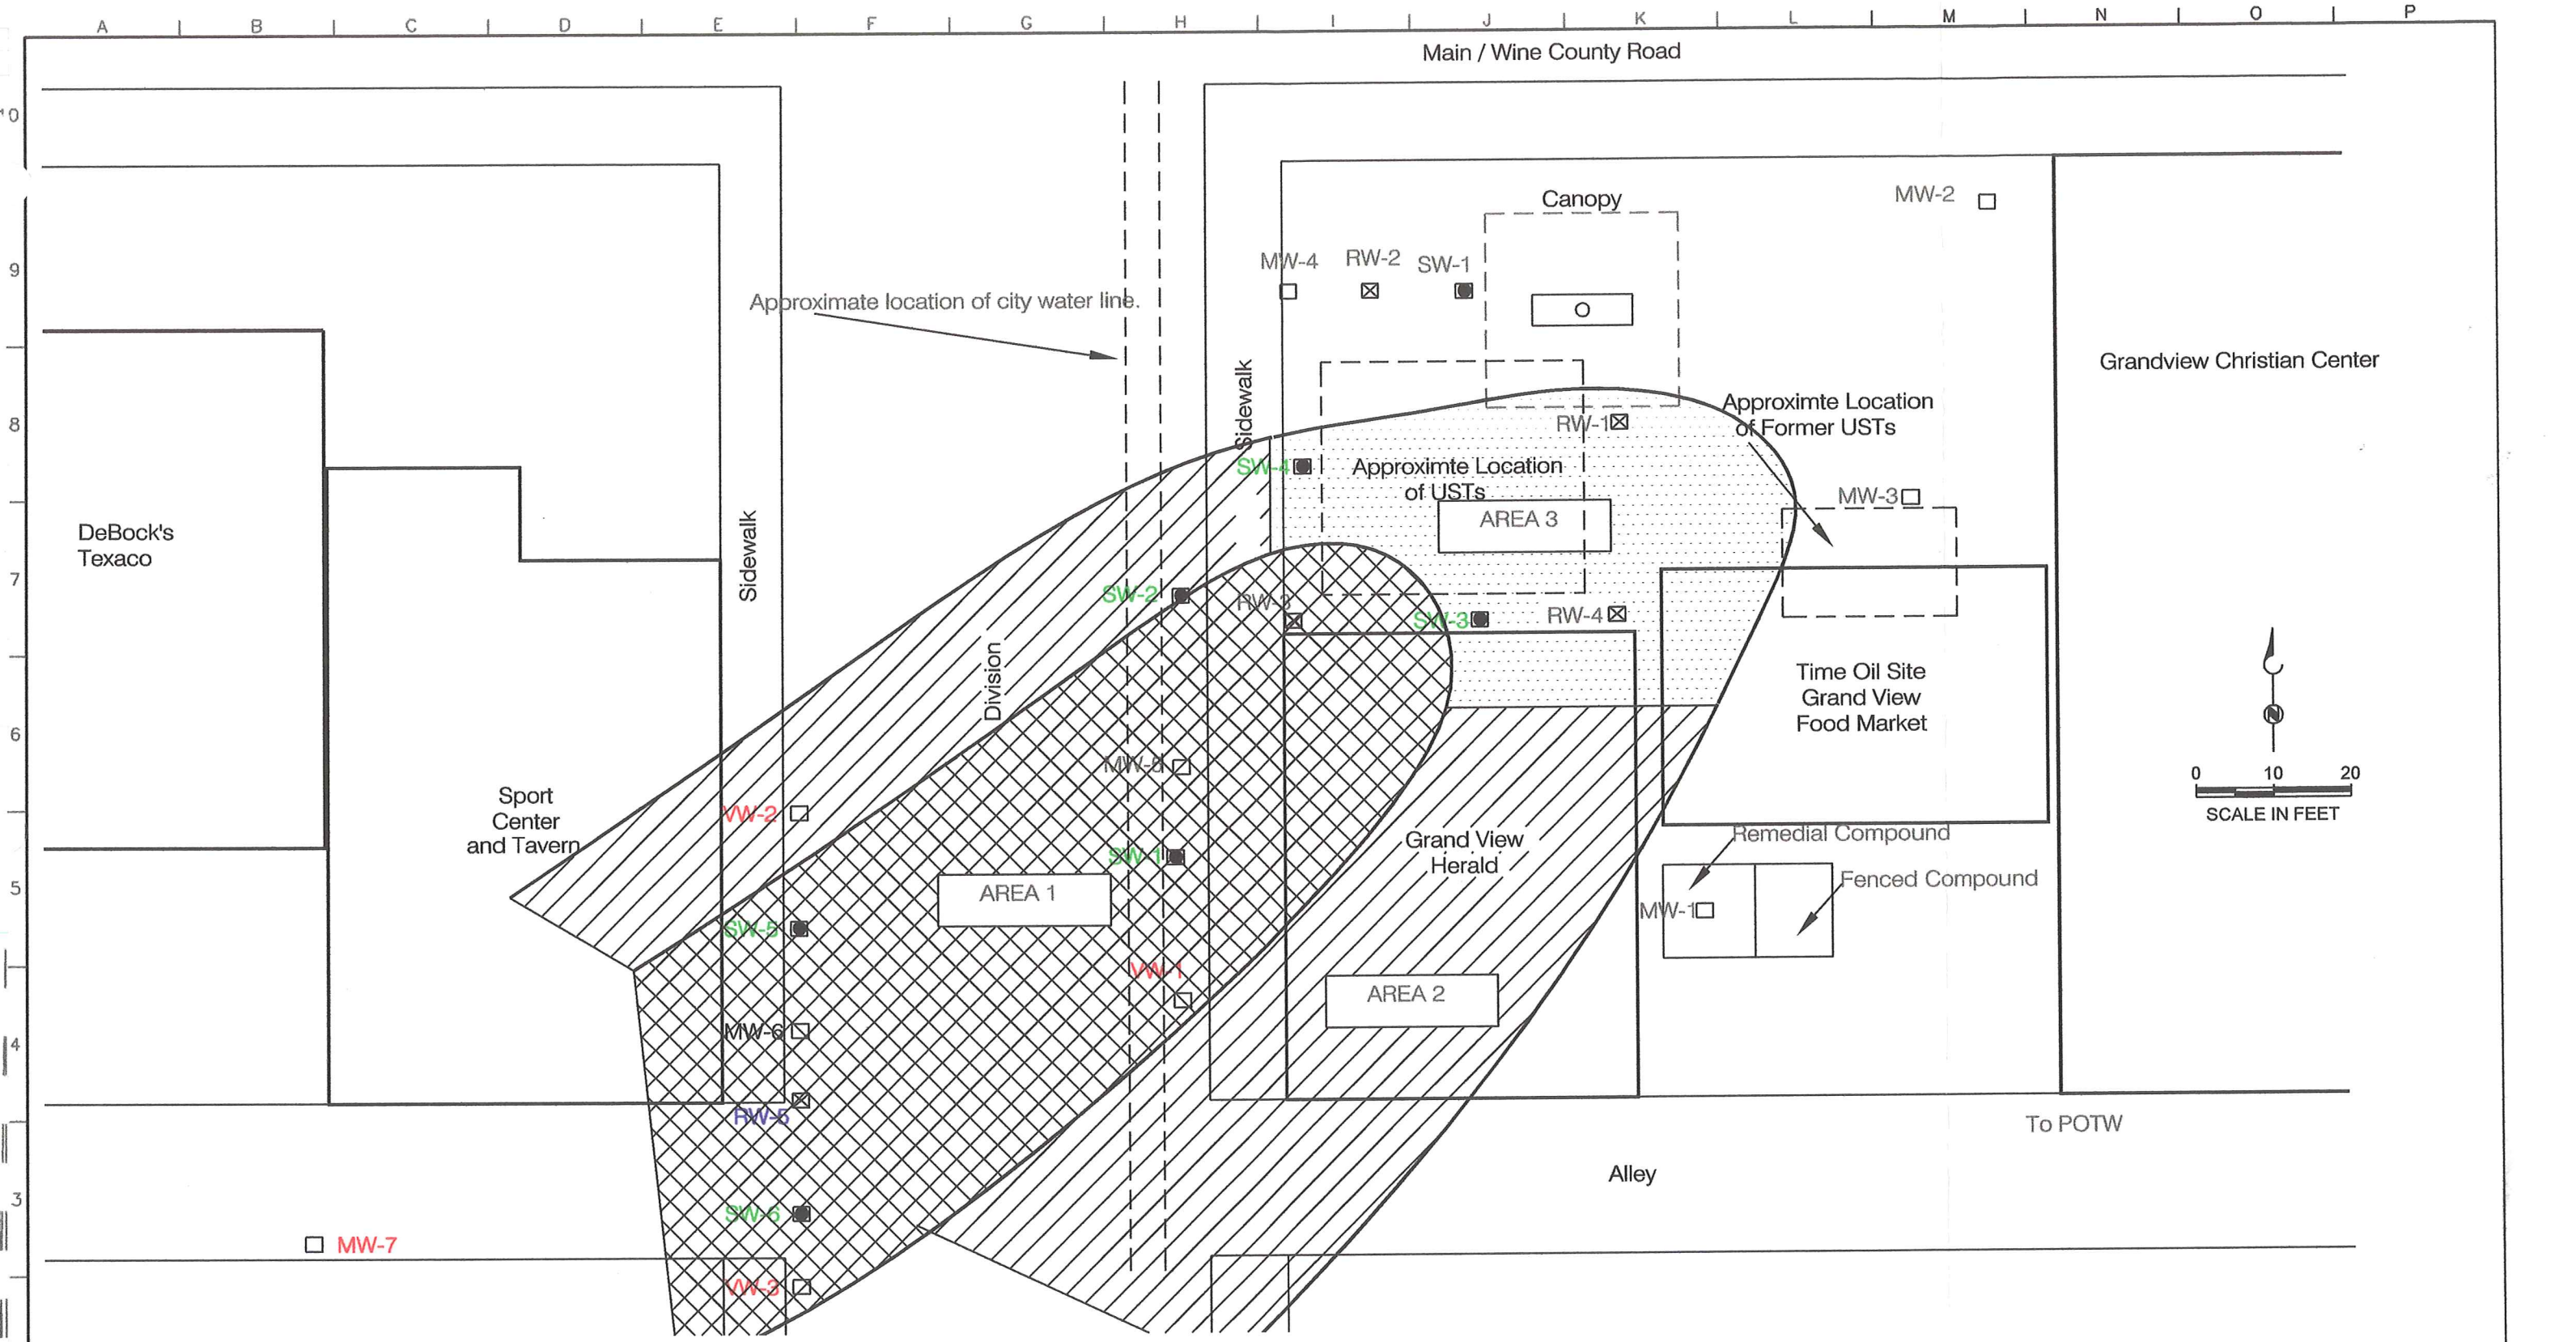 A B C D E F G H I J K L M N O P
Main / Wine County Road
10
Canopy
MW-2
MW-4 RW-2 SW-1
9
Approximate location of city water line.
Grandview Christian Center
Sidewalk
Approximte Location
of Former USTs
8
RW-1
SW-4
Approximte Location
of USTs
MW-3
AREA 3
DeBock's
Texaco
Sidewalk
7
SW-2
RW-3
SW-3
RW-4
Division
Time Oil Site
Grand View
Food Market
6
0 10 20
SCALE IN FEET
Sport
Center
and Tavern
VW-2
Grand View
Herald
Remedial Compound
SW-1
5
AREA 1
Fenced Compound
MW-1
SW-5
VW-1
AREA 2
MW-6
4
RW-5
To POTW
Alley
3
SW-6
MW-7
VW-3
N